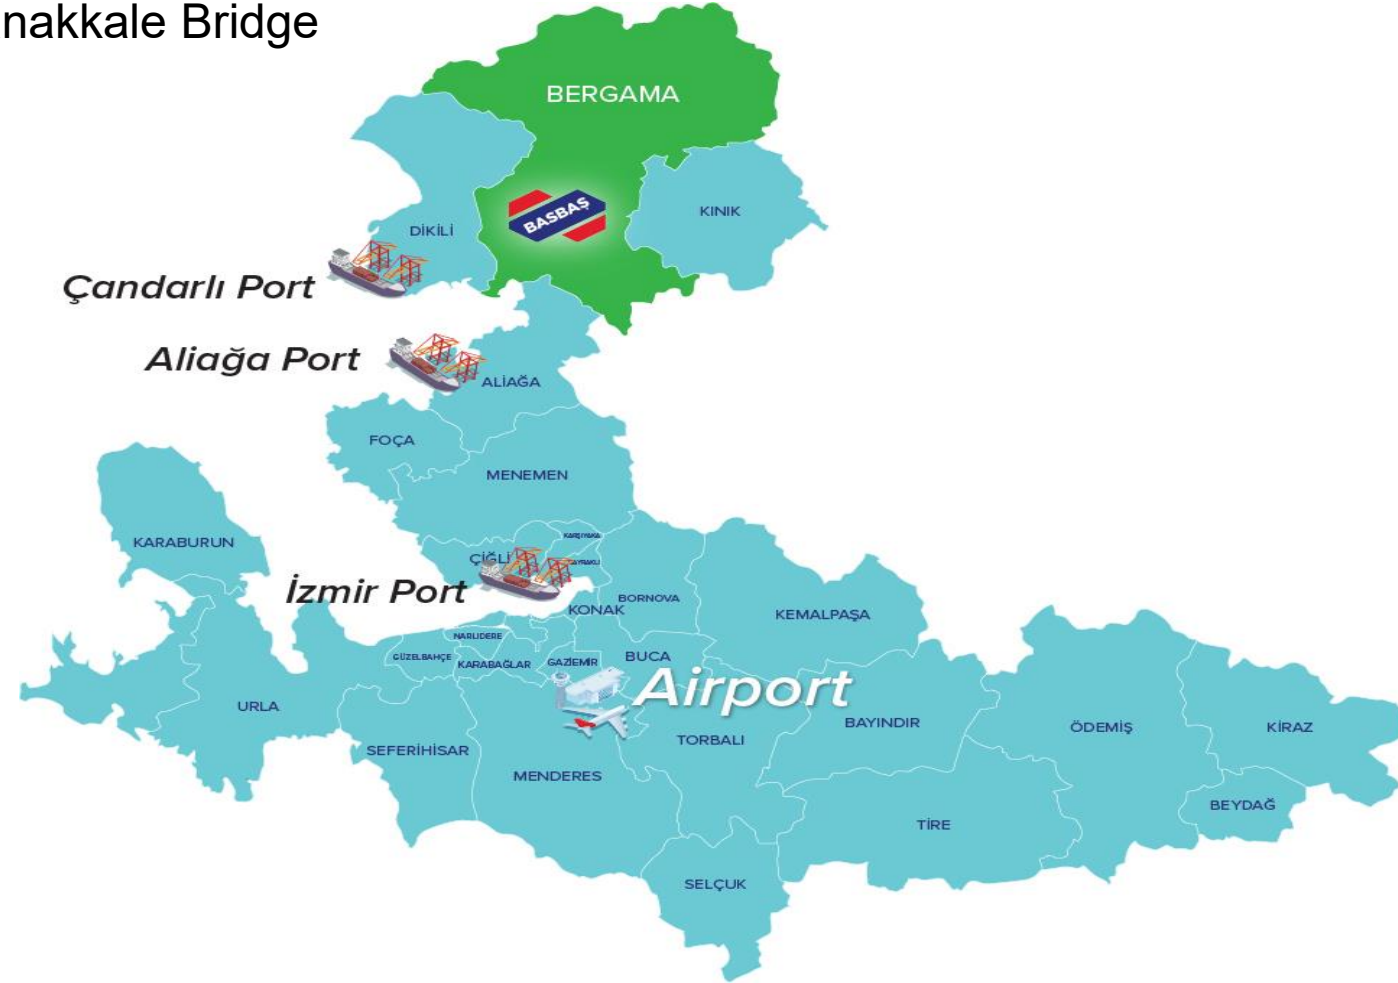 nakkale Bridge
BERGAMA
BASBAŞ
KINIK
DİKİLİ
Çandarlı Port
Aliağa Port
ALİAĞA
FOÇA
MENEMEN
KARŞIYAKA
KARABURUN
ÇİĞLİ
AYRAKLI
İzmir Port
BORNOVA
KONAK
KEMALPAŞA
NARLIDERE
GÜZELBAHÇE
KARABAĞLAR
GAZİEMİR
BUCA
Airport
URLA
BAYINDIR
ÖDEMİŞ
KİRAZ
SEFERİHİSAR
TORBALI
MENDERES
BEYDAĞ
TİRE
SELÇUK